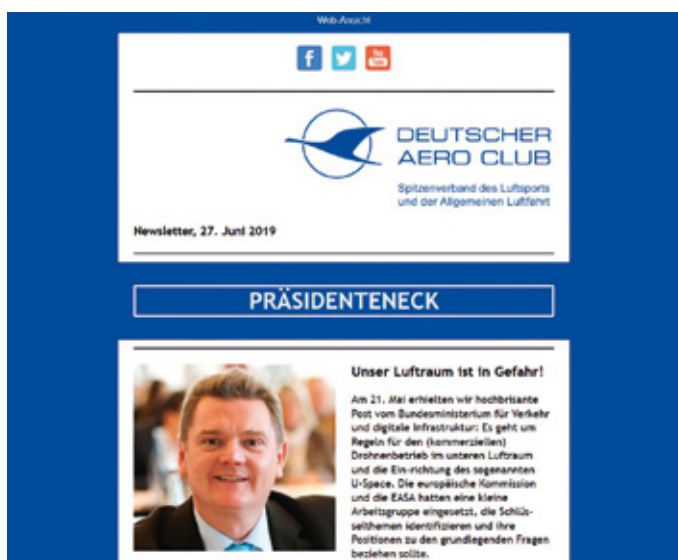 Web-Ansicht
f
You
Tube
DEUTSCHER
AERO CLUB
Spitzenverband des Luftsports
und der Allgemeinen Luftfahrt
Newsletter, 27. Juni 2019
PRÄSIDENTENECK
Unser Luftraum ist in Gefahr!
Am 21. Mai erhielten wir hochbrisante
Post vom Bundesministerium für Verkehr
und digitale Infrastruktur: Es geht um
Regeln für den (kommerziellen)
Drohnenbetrieb im unteren Luftraum
und die Ein-richtung des sogenannten
U-Space. Die europäische Kommission
und die EASA hatten eine kleine
Arbeitsgruppe eingesetzt, die Schlüs-
selthemen identifizieren und ihre
Positionen zu den grundlegenden Fragen
beziehen sollte.